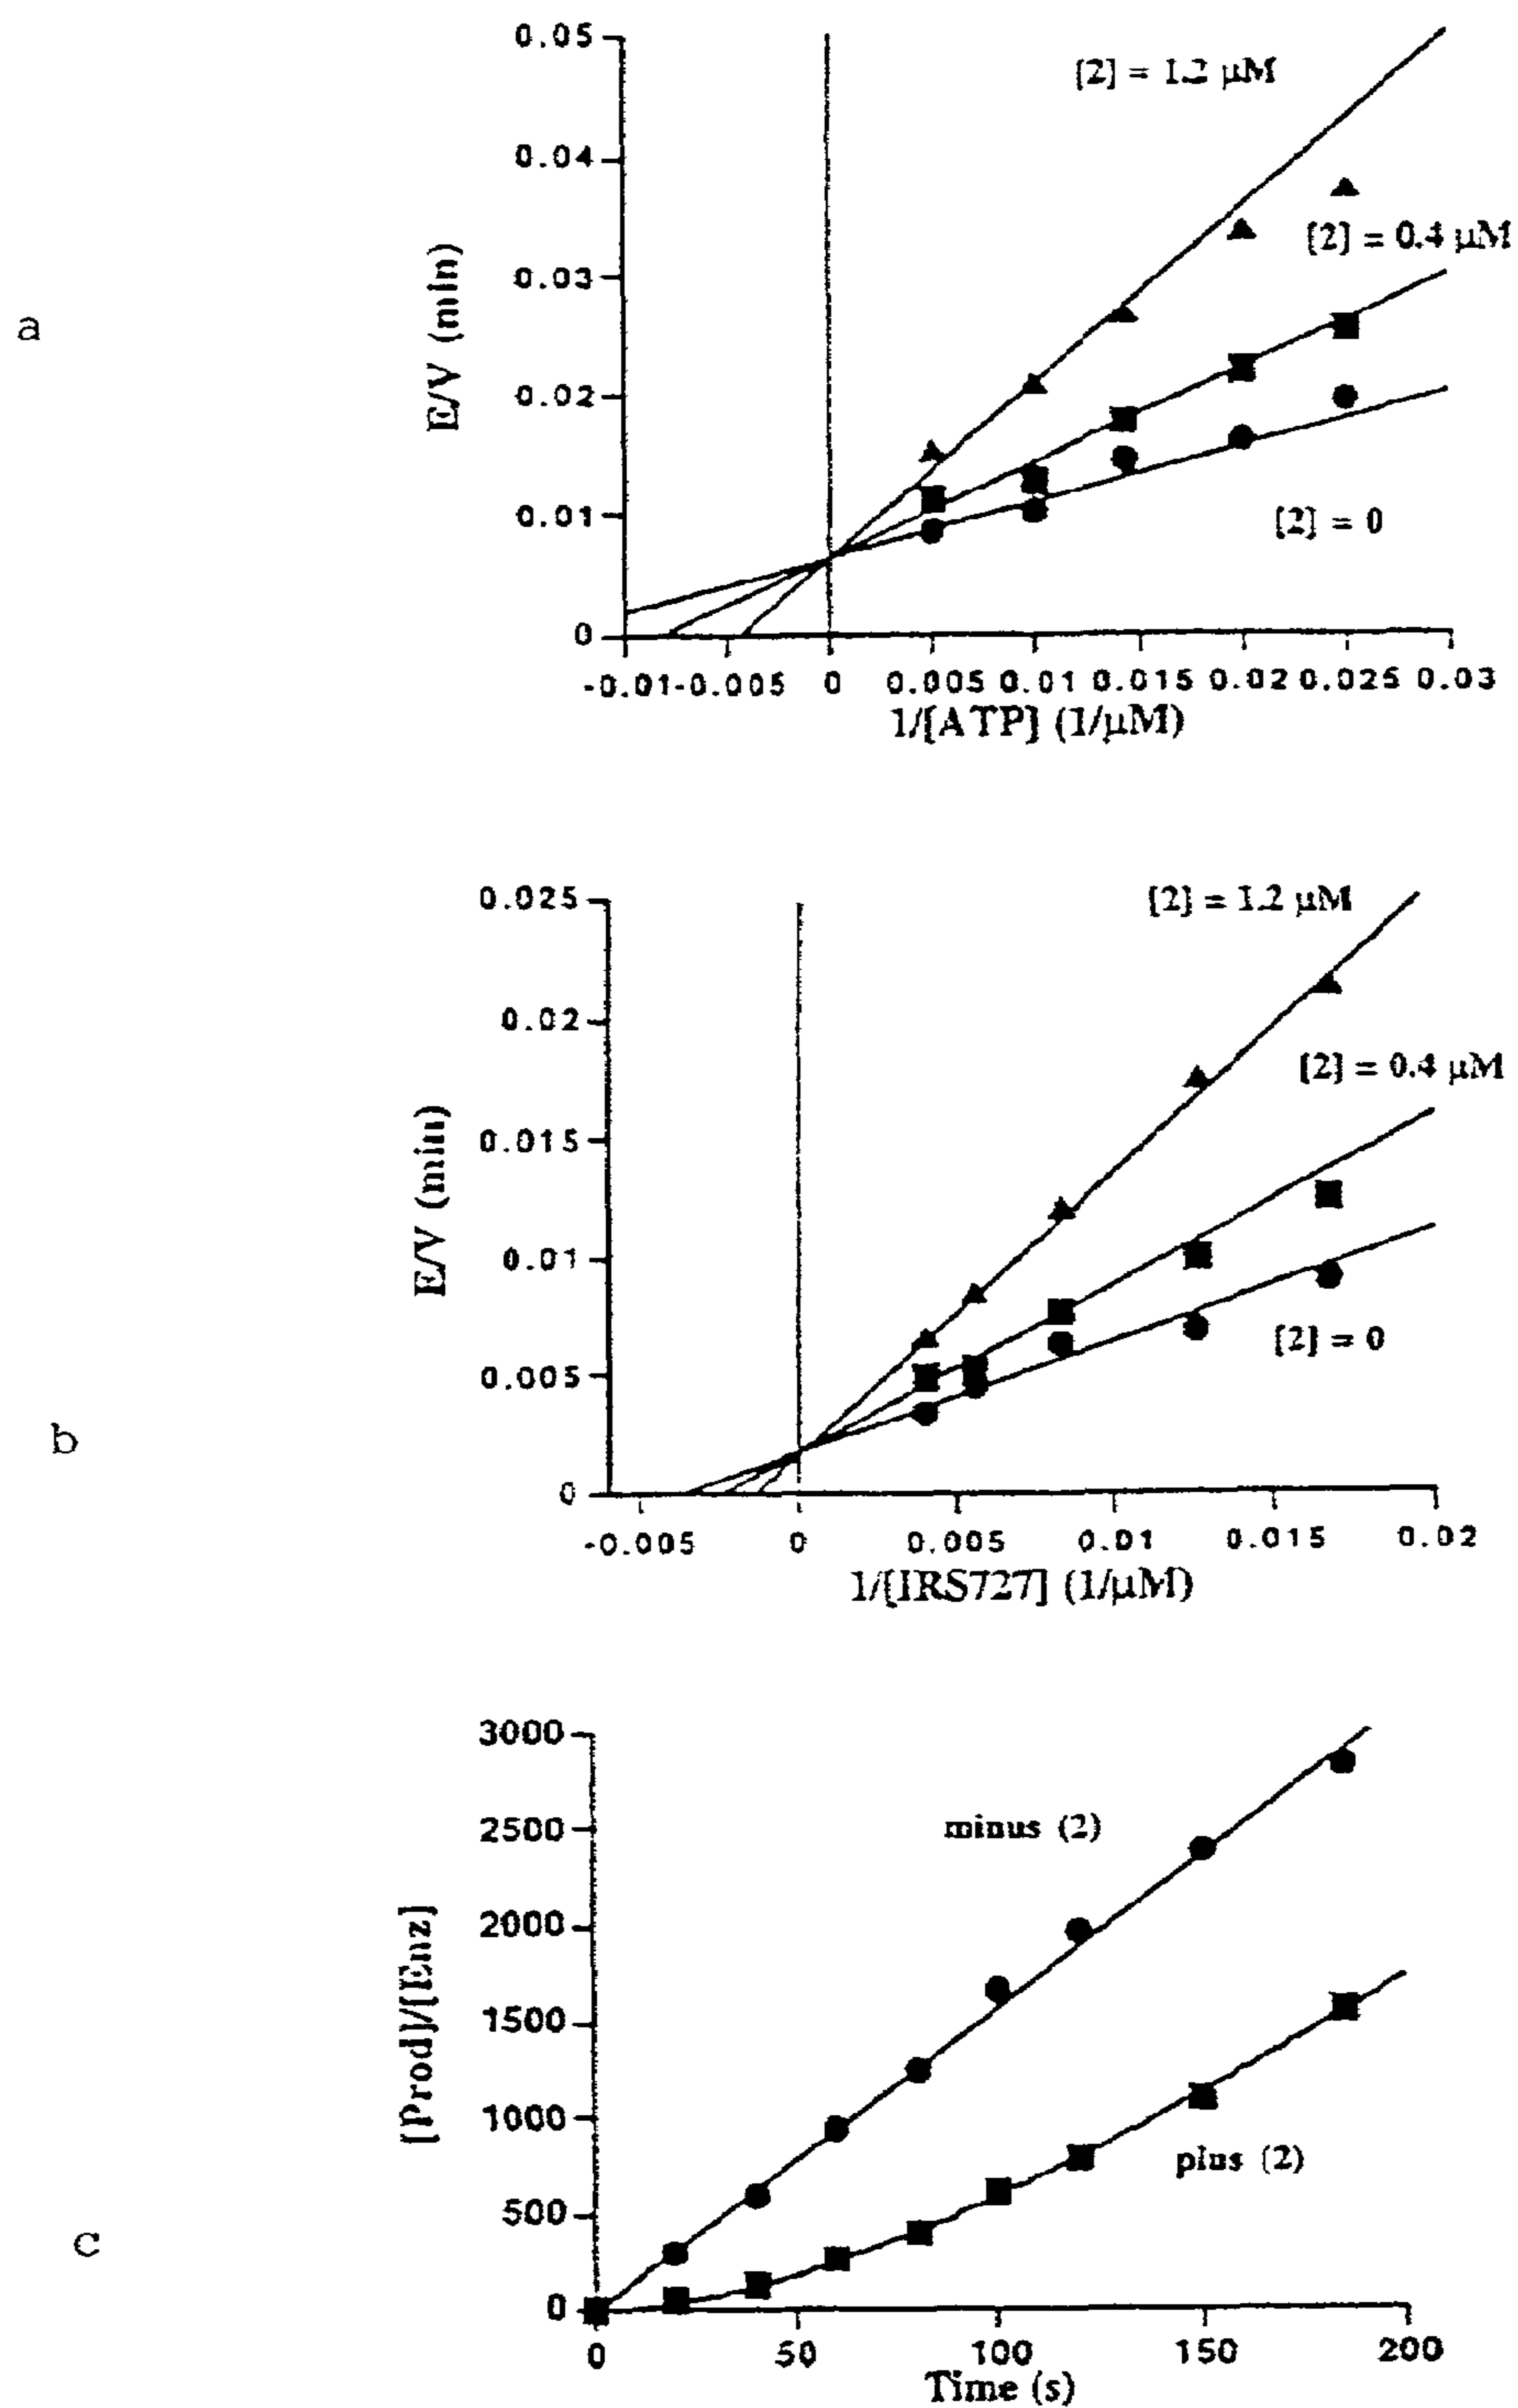 a
E/V (min)
0.05
0.04
0.03
0.02
0.01
0
[2] = 1.2 µM
[2] = 0.4 µM
[2] = 0
-0.01 -0.005 0 0.005 0.01 0.015 0.02 0.025 0.03
1/[ATP] (1/µM)
b
E/V (min)
0.025
0.02
0.015
0.01
0.005
0
[2] = 1.2 µM
[2] = 0.4 µM
[2] = 0
-0.005 0 0.005 0.01 0.015 0.02
1/[IRS727] (1/µM)
c
[Prod]/[Enz]
3000
2500
2000
1500
1000
500
0
minus (2)
plus (2)
0 50 100 150 200
Time (s)